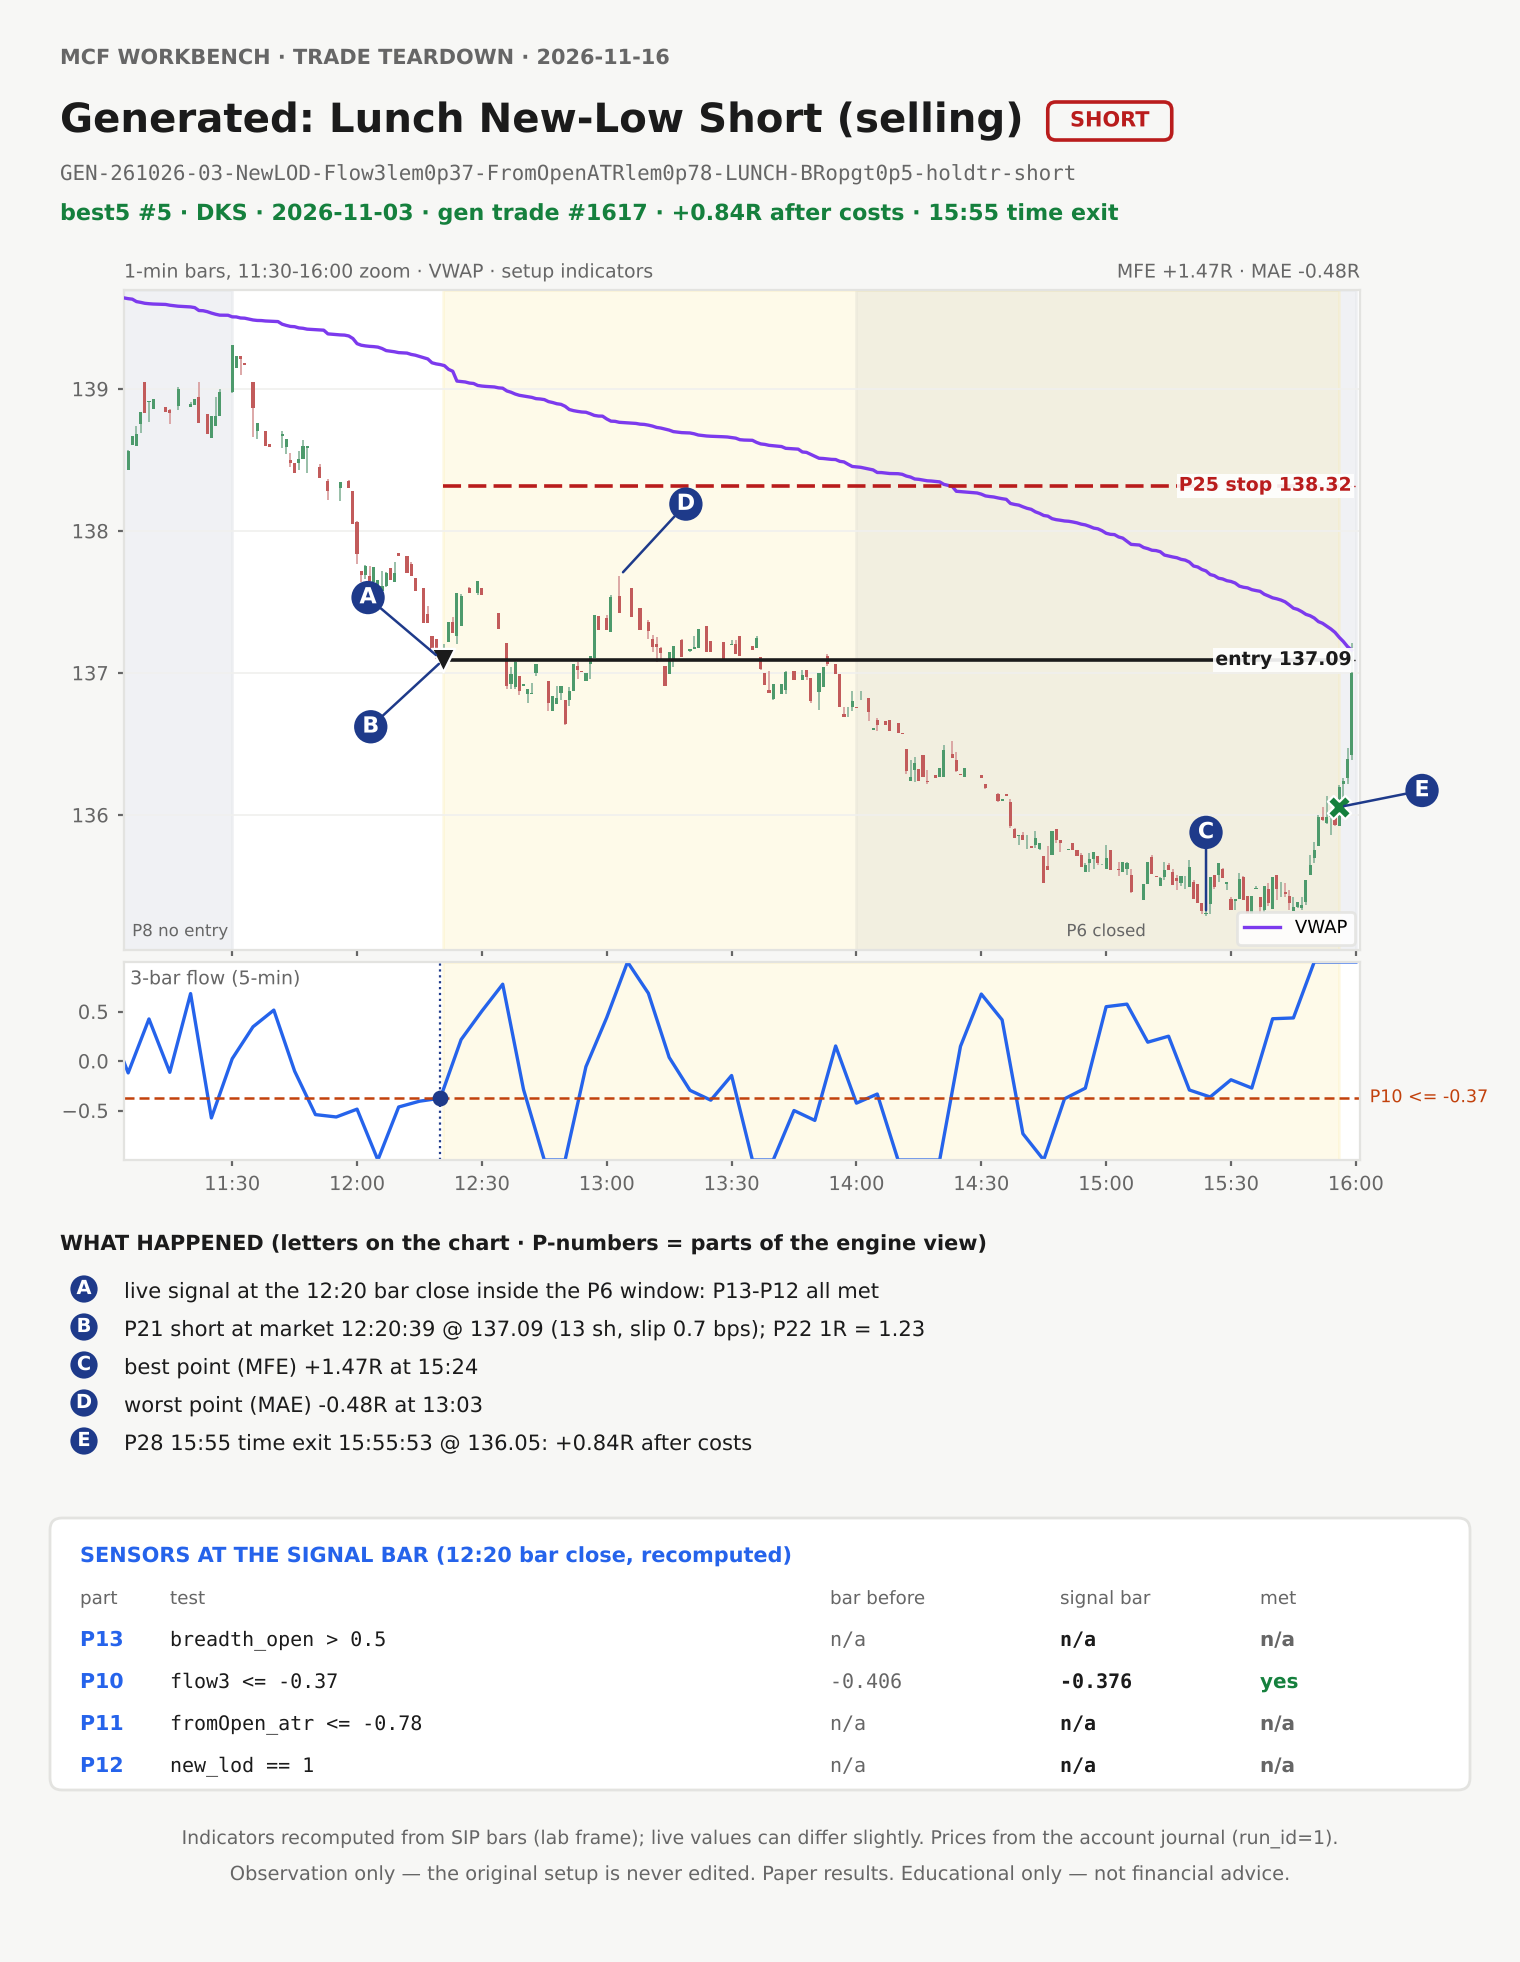 MCF WORKBENCH · TRADE TEARDOWN · 2026-11-16
Generated: Lunch New-Low Short (selling) SHORT
GEN-261026-03-NewLOD-Flow3lem0p37-FromOpenATRlem0p78-LUNCH-BRopgt0p5-holdtr-short
best5 #5 · DKS · 2026-11-03 · gen trade #1617 · +0.84R after costs · 15:55 time exit
1-min bars, 11:30-16:00 zoom · VWAP · setup indicators
MFE +1.47R · MAE -0.48R
139
138
137
136
P25 stop 138.32
D
A
entry 137.09
B
E
C
P8 no entry
P6 closed
VWAP
3-bar flow (5-min)
0.5
0.0
−0.5
P10 <= -0.37
11:30 12:00 12:30 13:00 13:30 14:00 14:30 15:00 15:30 16:00
WHAT HAPPENED (letters on the chart · P-numbers = parts of the engine view)
A live signal at the 12:20 bar close inside the P6 window: P13-P12 all met
B P21 short at market 12:20:39 @ 137.09 (13 sh, slip 0.7 bps); P22 1R = 1.23
C best point (MFE) +1.47R at 15:24
D worst point (MAE) -0.48R at 13:03
E P28 15:55 time exit 15:55:53 @ 136.05: +0.84R after costs
SENSORS AT THE SIGNAL BAR (12:20 bar close, recomputed)
part test bar before signal bar met
P13 breadth_open > 0.5 n/a n/a n/a
P10 flow3 <= -0.37 -0.406 -0.376 yes
P11 fromOpen_atr <= -0.78 n/a n/a n/a
P12 new_lod == 1 n/a n/a n/a
Indicators recomputed from SIP bars (lab frame); live values can differ slightly. Prices from the account journal (run_id=1).
Observation only — the original setup is never edited. Paper results. Educational only — not financial advice.